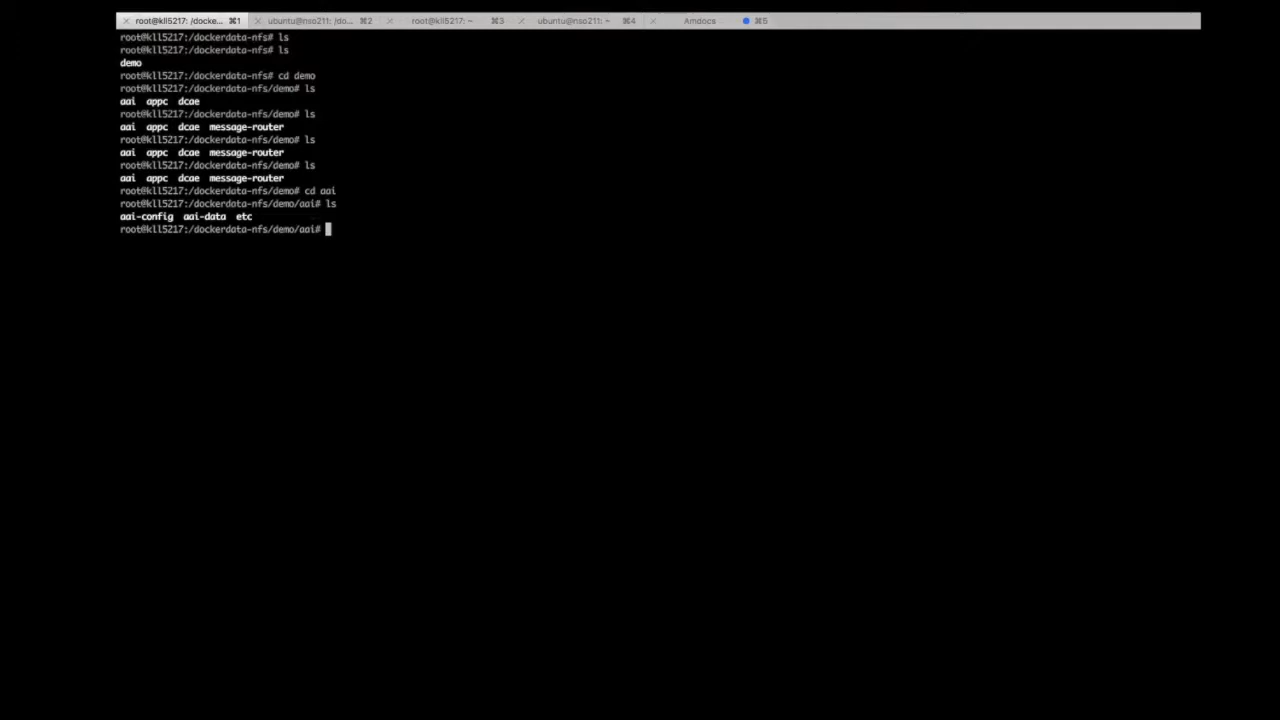 root@kll5217: /docke... ⌘1 ubuntu@nso211: /do... ⌘2 root@kll5217: ~ ⌘3 ubuntu@nso211: ~ ⌘4 Amdocs ⌘5
root@kll5217:/dockerdata-nfs# ls
root@kll5217:/dockerdata-nfs# ls
demo
root@kll5217:/dockerdata-nfs# cd demo
root@kll5217:/dockerdata-nfs/demo# ls
aai appc dcae
root@kll5217:/dockerdata-nfs/demo# ls
aai appc dcae message-router
root@kll5217:/dockerdata-nfs/demo# ls
aai appc dcae message-router
root@kll5217:/dockerdata-nfs/demo# ls
aai appc dcae message-router
root@kll5217:/dockerdata-nfs/demo# cd aai
root@kll5217:/dockerdata-nfs/demo/aai# ls
aai-config aai-data etc
root@kll5217:/dockerdata-nfs/demo/aai#